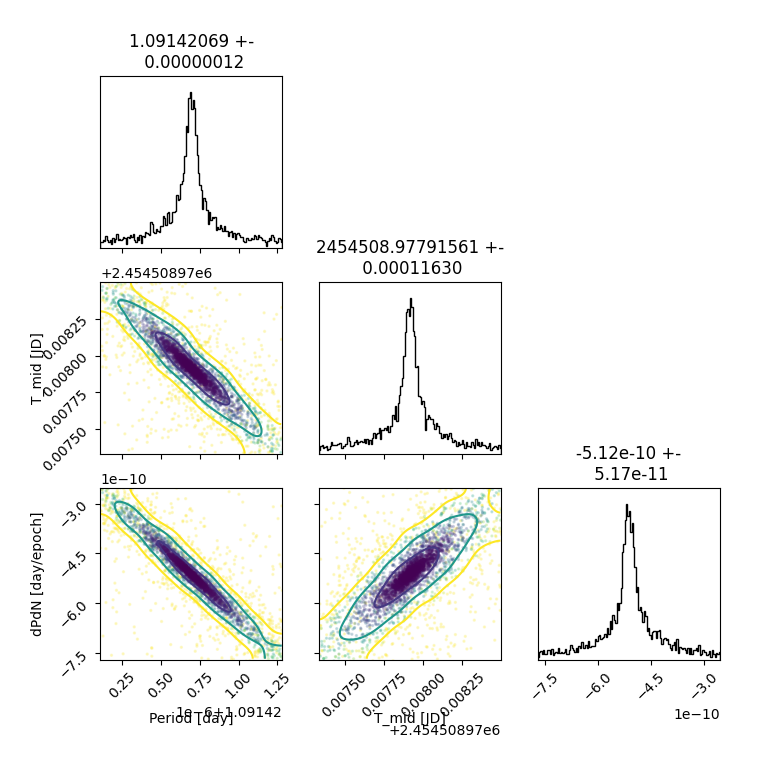 1.09142069 +-
0.00000012
+2.45450897e6
2454508.97791561 +-
0.00011630
T_mid [JD]
0.00825
0.00800
0.00775
0.00750
1e−10
-5.12e-10 +-
5.17e-11
dPdN [day/epoch]
−3.0
−4.5
−6.0
−7.5
0.25
0.50
0.75
1.00
1.25
1e−6+1.09142
Period [day]
0.00750
0.00775
0.00800
0.00825
T_mid [JD]
+2.45450897e6
−7.5
−6.0
−4.5
−3.0
1e−10